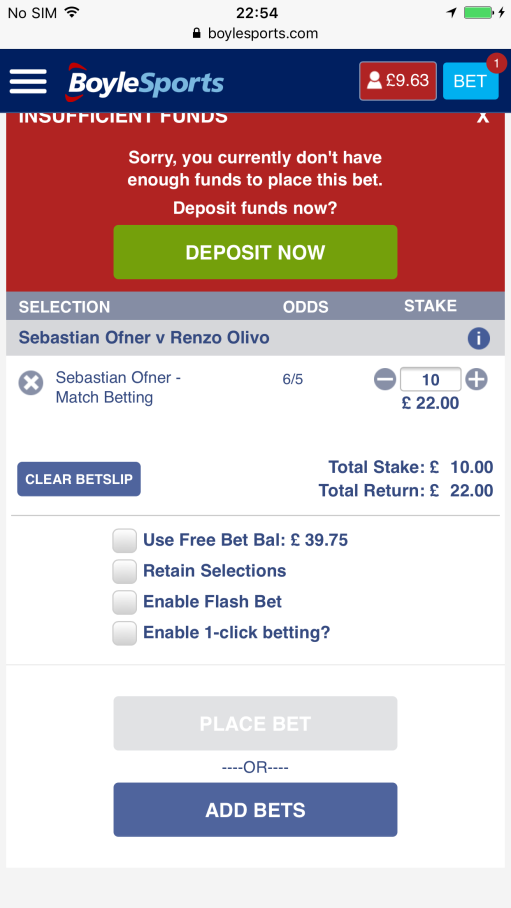 No SIM 22:54
boylesports.com
BoyleSports £9.63 BET 1
INSUFFICIENT FUNDS X
Sorry, you currently don't have
enough funds to place this bet.
Deposit funds now?
DEPOSIT NOW
SELECTION ODDS STAKE
Sebastian Ofner v Renzo Olivo i
Sebastian Ofner - 6/5 10
Match Betting £ 22.00
CLEAR BETSLIP
Total Stake: £ 10.00
Total Return: £ 22.00
Use Free Bet Bal: £ 39.75
Retain Selections
Enable Flash Bet
Enable 1-click betting?
PLACE BET
----OR----
ADD BETS